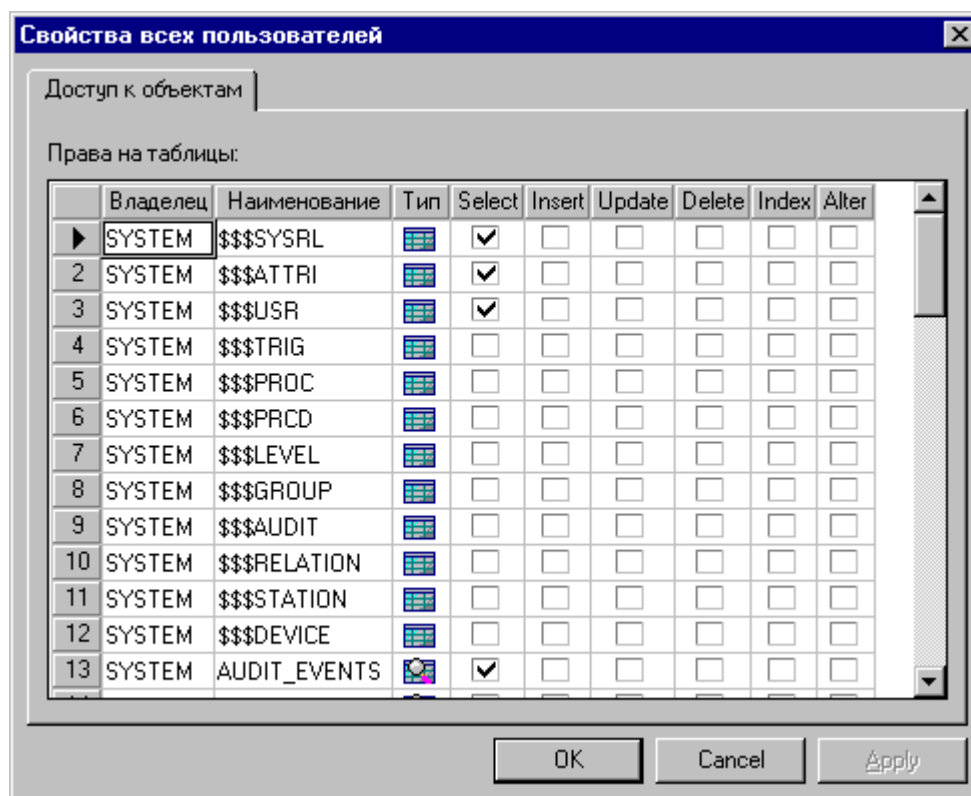 Свойства всех пользователей
Доступ к объектам
Права на таблицы:
Владелец Наименование Тип Select Insert Update Delete Index Alter
SYSTEM $$$SYSRL
2 SYSTEM $$$ATTRI
3 SYSTEM $$$USR
4 SYSTEM $$$TRIG
5 SYSTEM $$$PROC
6 SYSTEM $$$PRCD
7 SYSTEM $$$LEVEL
8 SYSTEM $$$GROUP
9 SYSTEM $$$AUDIT
10 SYSTEM $$$RELATION
11 SYSTEM $$$STATION
12 SYSTEM $$$DEVICE
13 SYSTEM AUDIT_EVENTS
OK Cancel Apply